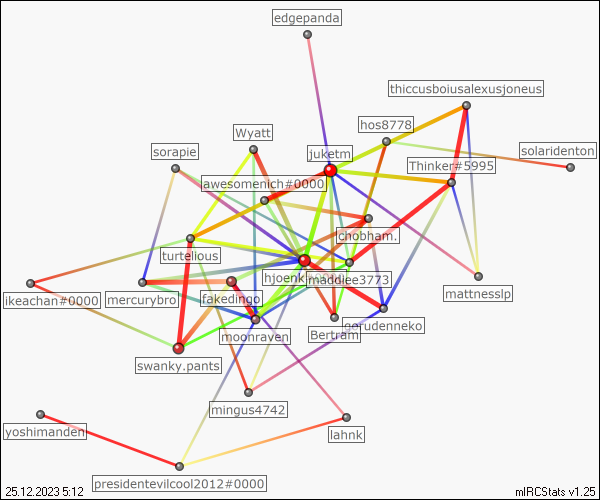 edgepanda
thiccusboiusalexusjoneus
hos8778
Wyatt
solaridenton
sorapie
juketm
Thinker#5995
awesomenich#0000
chobham.
turtelious
hjoenk
maddee3773
mattnesslp
ikeachan#0000
mercurybro
fakedingo
gerudenneko
moonraven
Bertram
swanky.pants
mingus4742
lahnk
yoshimanden
presidentevilcool2012#0000
25.12.2023 5:12
mIRCStats v1.25